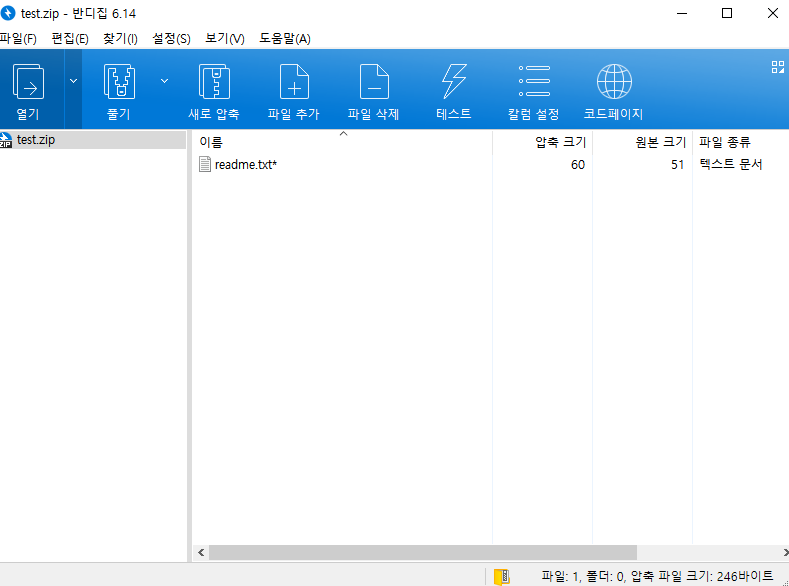 test.zip - 반디집 6.14
파일(F) 편집(E) 찾기(I) 설정(S) 보기(V) 도움말(A)
열기 풀기 새로 압축 파일 추가 파일 삭제 테스트 칼럼 설정 코드페이지
ZIP test.zip
이름 압축 크기 원본 크기 파일 종류
readme.txt* 60 51 텍스트 문서
파일: 1, 폴더: 0, 압축 파일 크기: 246바이트